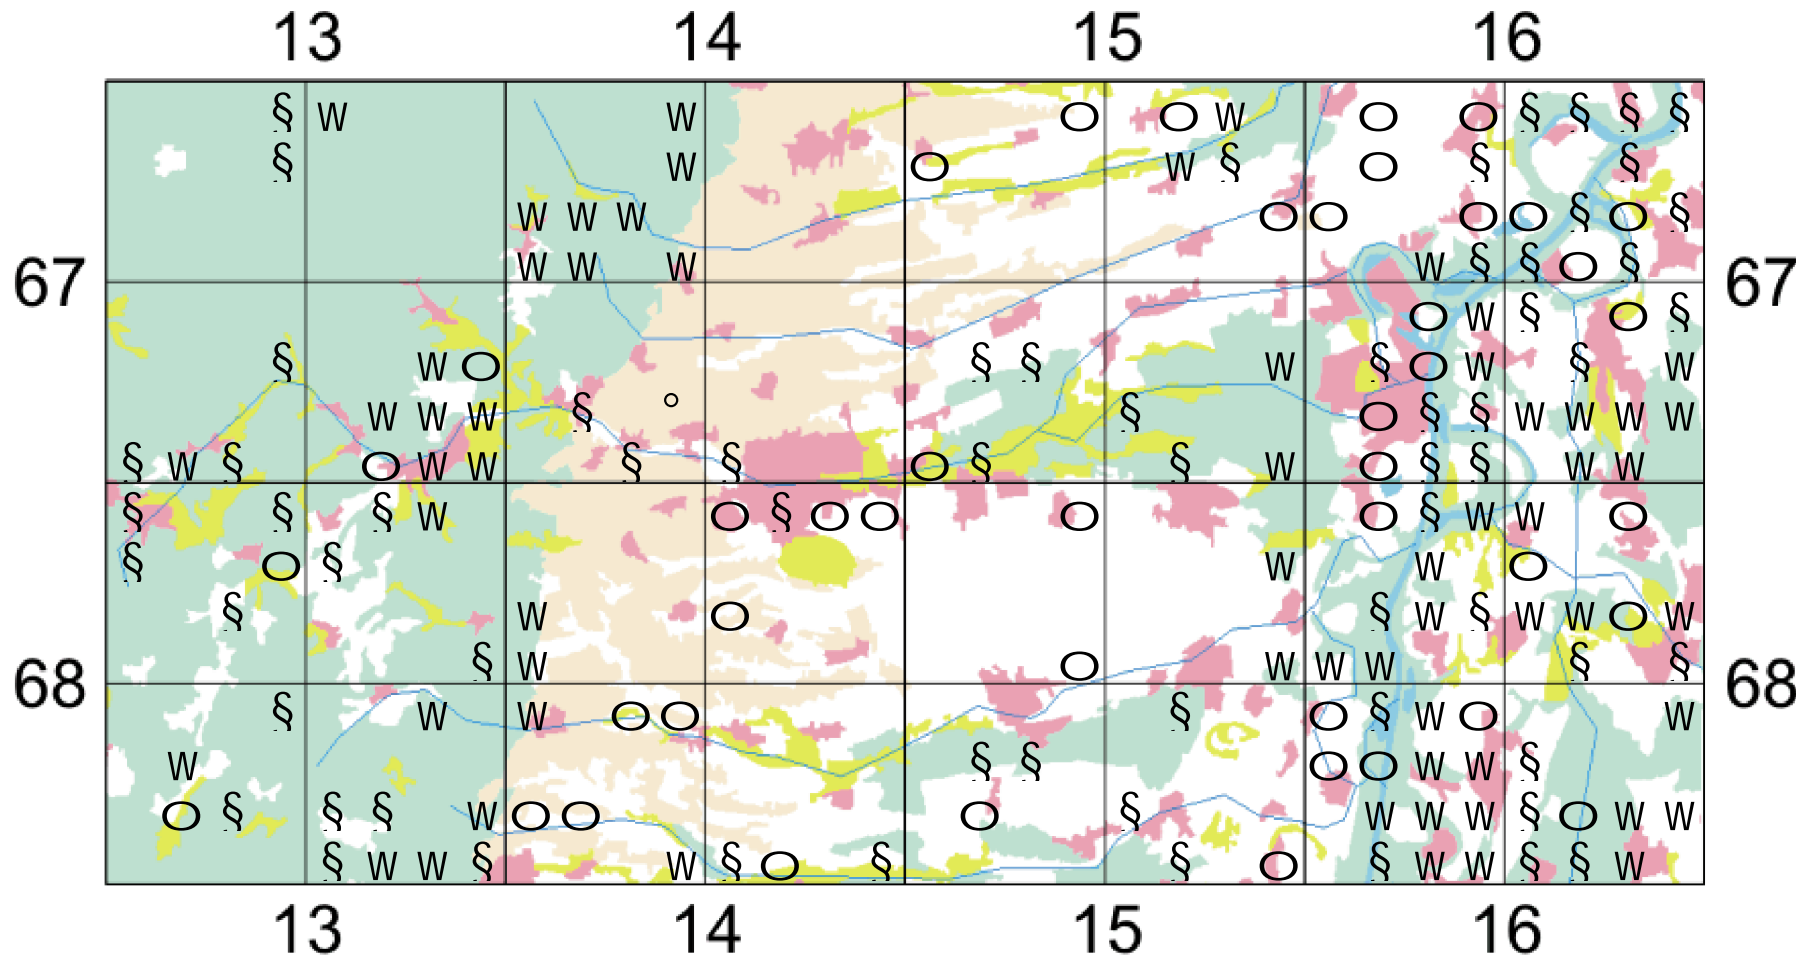 13 14 15 16
§ W W O O W O O § § § §
§ W O W § O § §
W W W O O O O § O §
67 W W W W § § O § 67
O W § O §
§ W O § § W § O W § W
W W W § ° § O § § W W W W
§ W § O W W § § O § § W O § § W W
§ § § W O § O O O O § W W O
§ O § W W O
§ W O § W § W W O W
§ W O W W W § §
68 68
§ W W O O § O § W O W
W § § O O W W §
O § § § W O O O § W W W § O W W
§ W W § W § O § § O § W W § § W
13 14 15 16